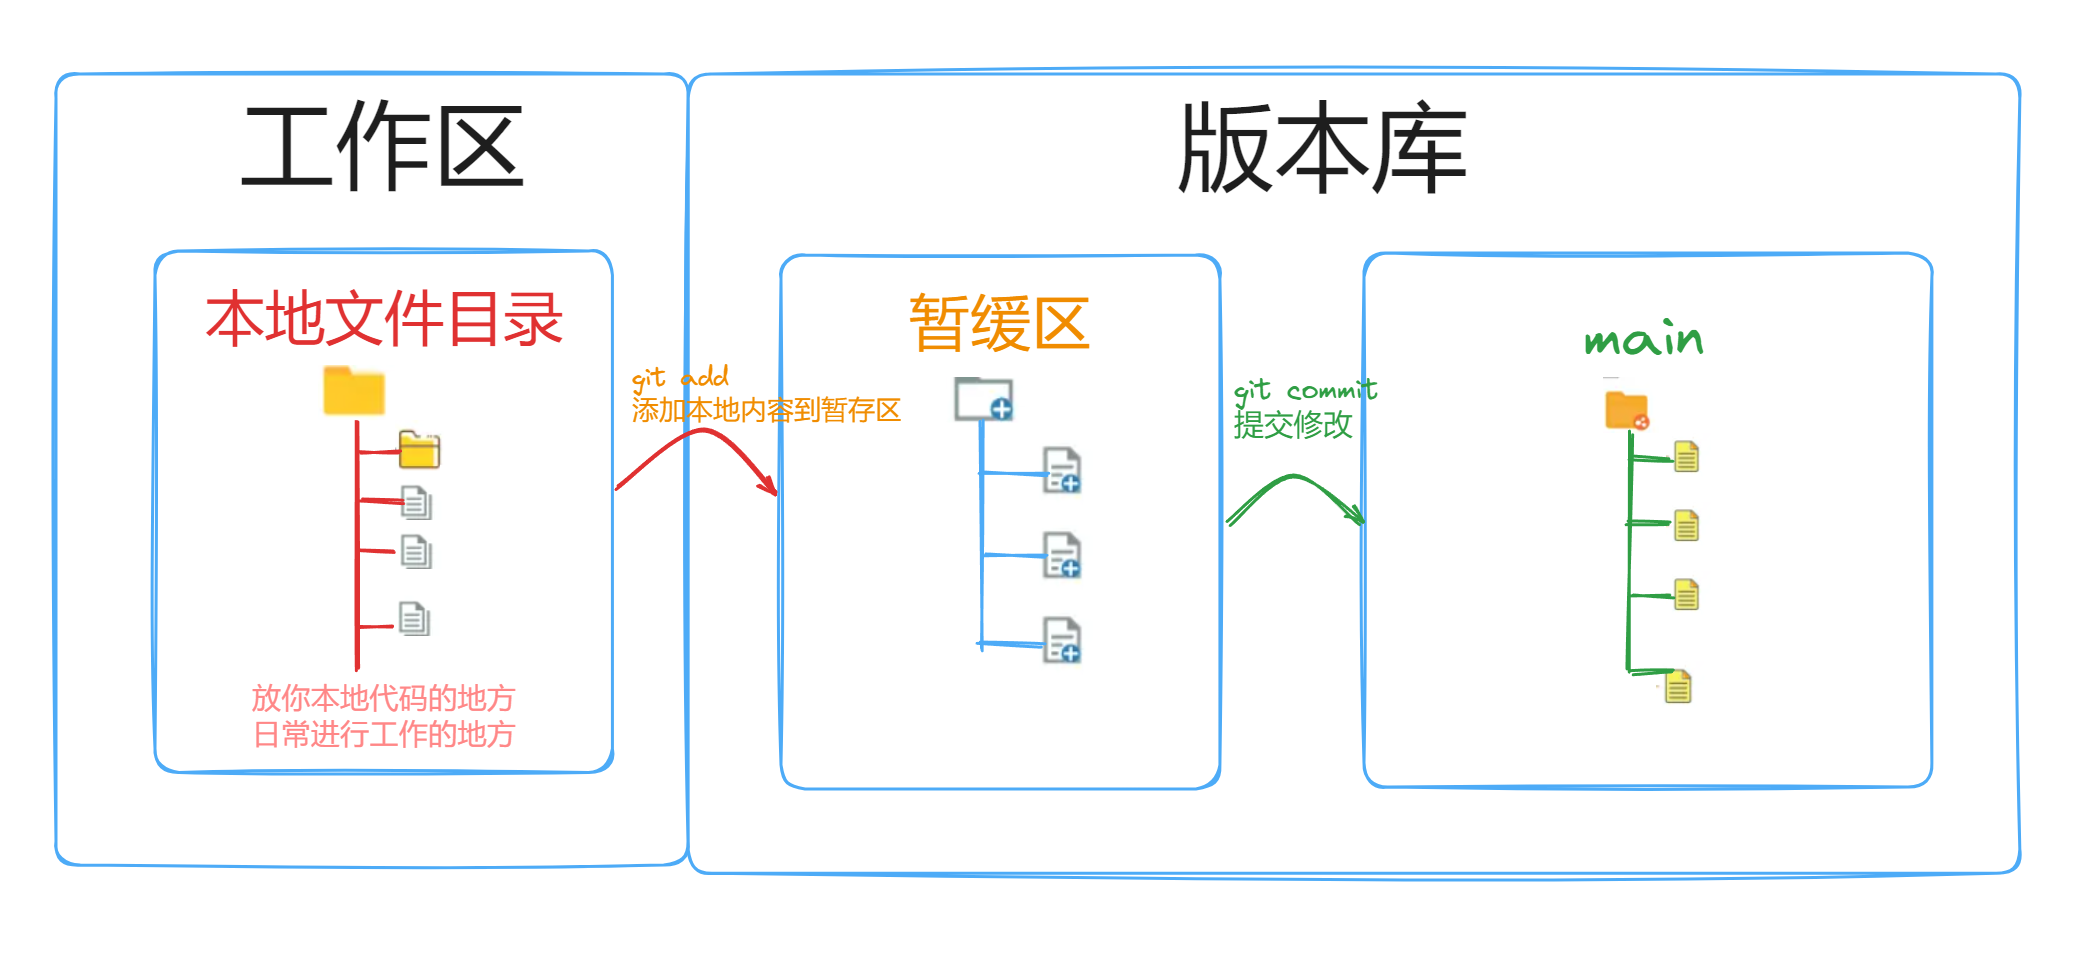 工作区
版本库
本地文件目录
放你本地代码的地方
日常进行工作的地方
git add
添加本地内容到暂存区
暂缓区
git commit
提交修改
main